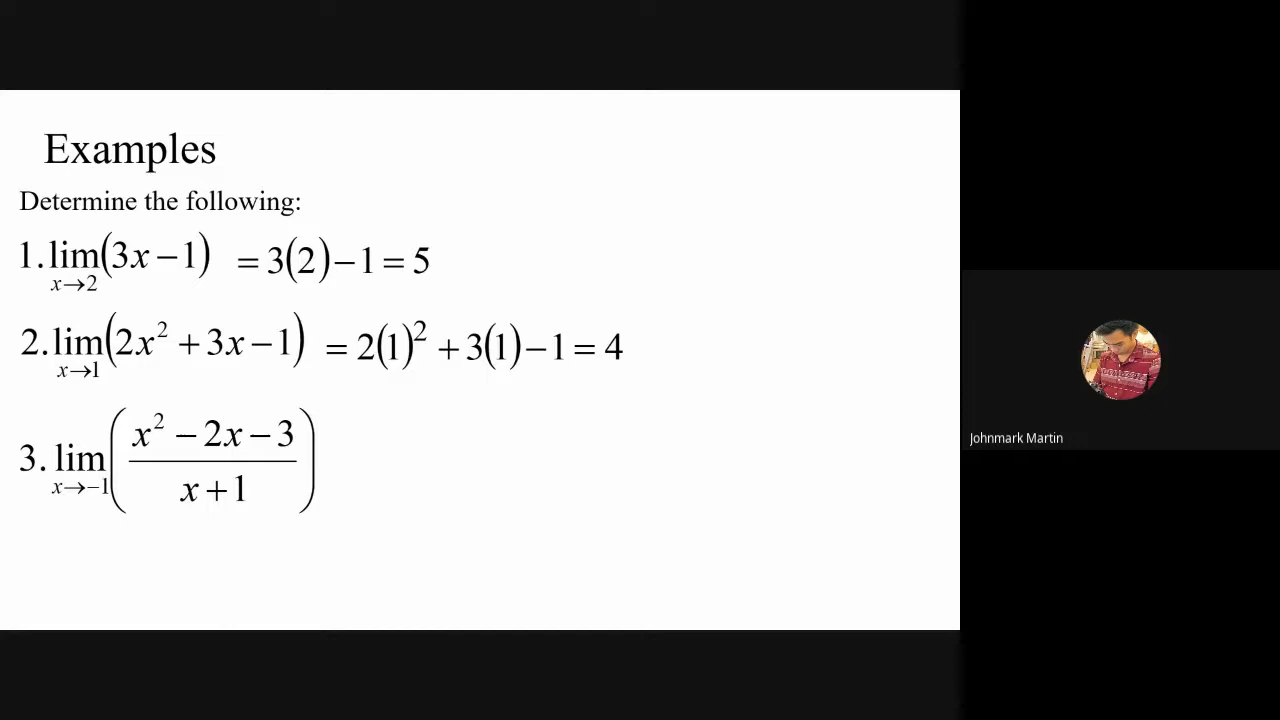 Examples
Determine the following:
1. lim_{x→2} (3x − 1) = 3(2) − 1 = 5
2. lim_{x→1} (2x² + 3x − 1) = 2(1)² + 3(1) − 1 = 4
3. lim_{x→−1} ((x² − 2x − 3)/(x + 1))
Johnmark Martin